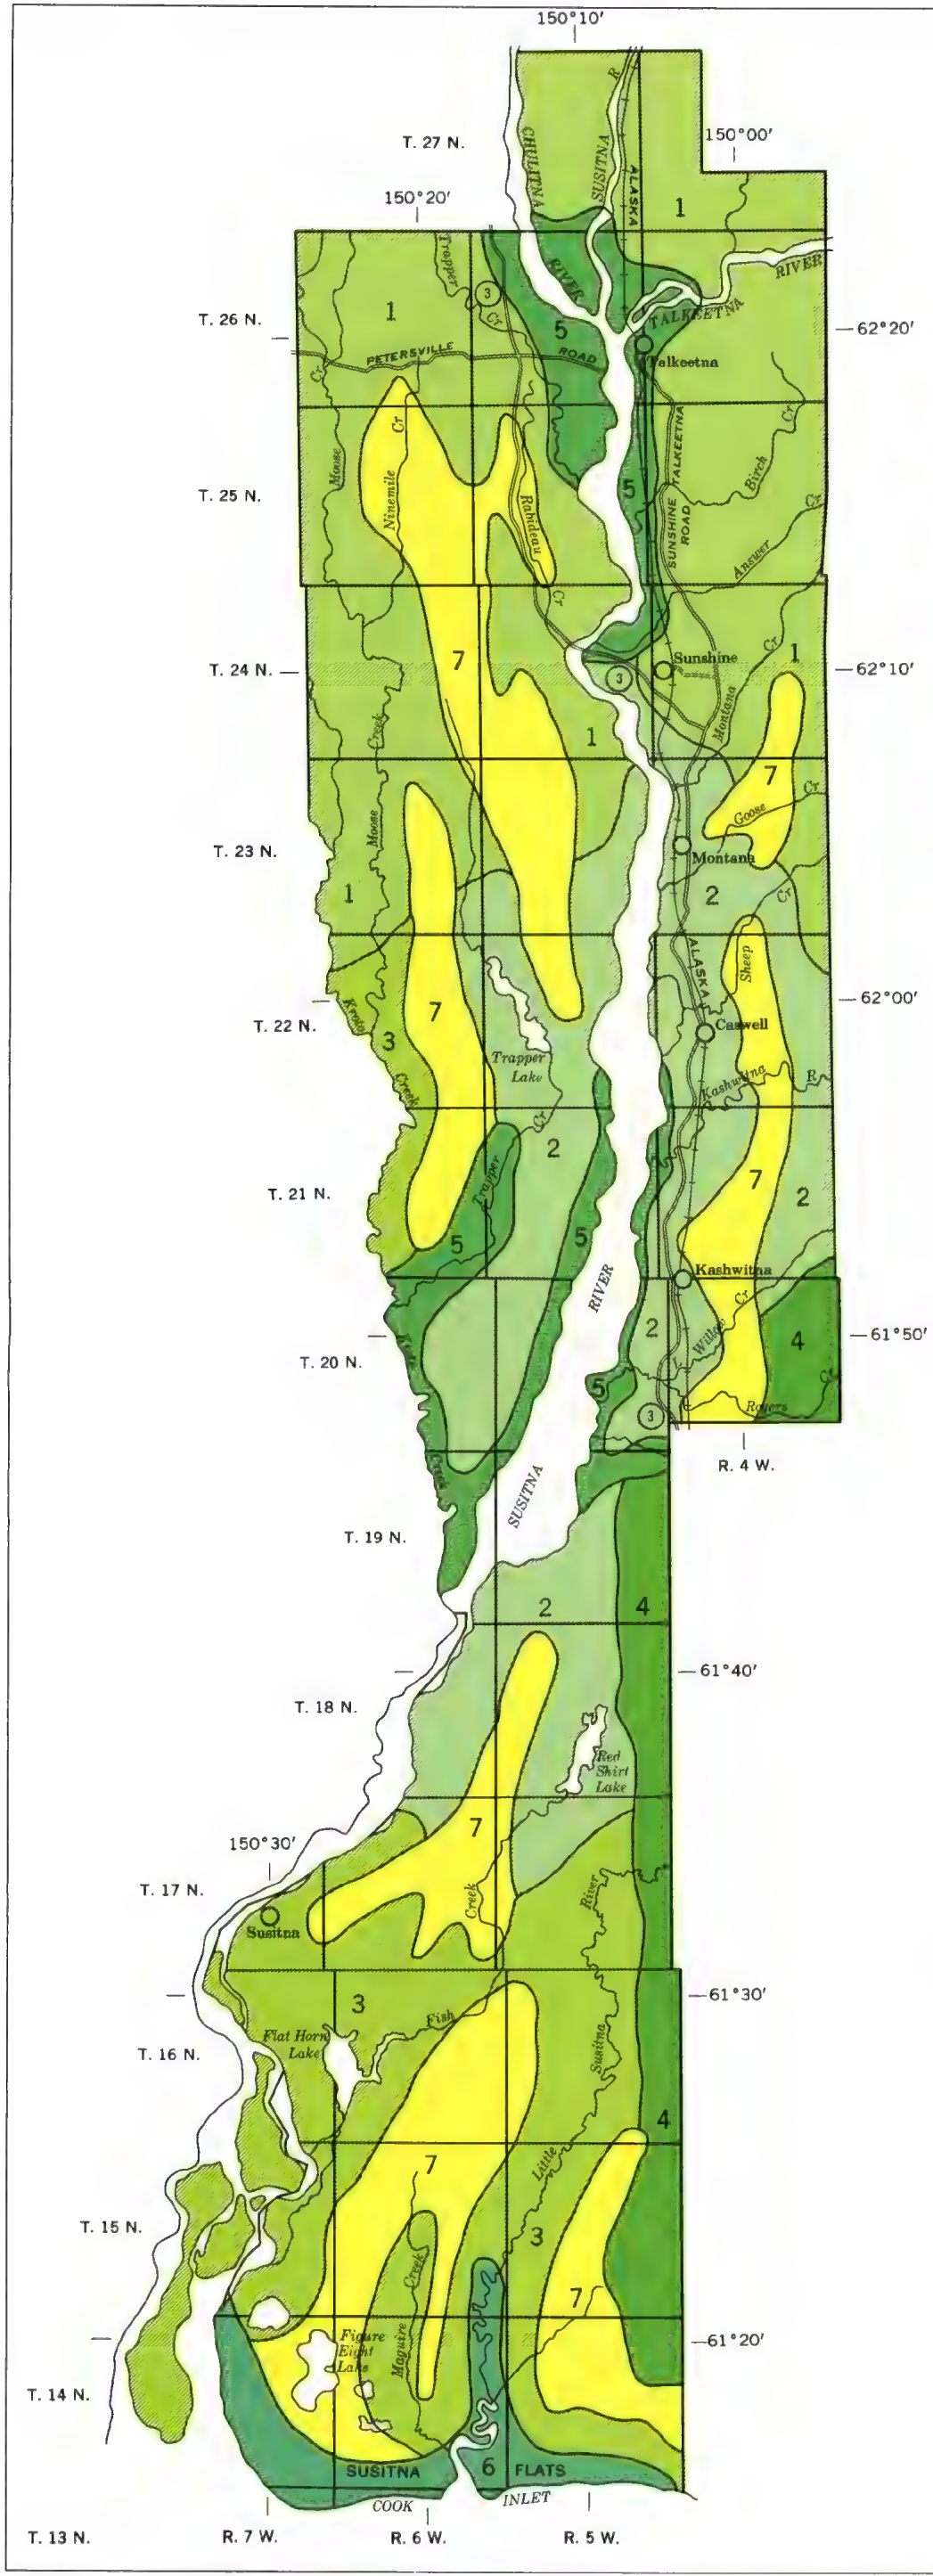 150°10'
T. 27 N.
CHULITNA
SUSITNA
R
ALASKA
150°00'
150°20'
1
RIVER
Trapper
Cr
3
RIVER
TALKEETNA
T. 26 N.
1
5
62°20'
PETERSVILLE
ROAD
Talkeetna
Cr
Cr
Cr
Moose
Ninemile
T. 25 N.
Rabideau
5
SUNSHINE TALKEETNA
ROAD
Birch
Cr
Answer
Cr
T. 24 N.
7
3
Sunshine
Cr
1
62°10'
Creek
Montana
1
7
Moose
Goose
Cr
T. 23 N.
Montana
1
2
Cr
7
ALASKA
Sheep
62°00'
T. 22 N.
Kroto
3
Caswell
Creek
Trapper
Lake
Kashwitna
R
Cr
2
T. 21 N.
Trapper
7
2
5
5
RIVER
Kashwitna
Cr
2
Willow
4
61°50'
T. 20 N.
Kroto
5
3
Rogers
Cr
Creek
SUSITNA
R. 4 W.
T. 19 N.
2
4
61°40'
T. 18 N.
Red
Shirt
Lake
7
150°30'
T. 17 N.
Creek
River
Susitna
61°30'
3
Fish
Flat Horn
Lake
Susitna
T. 16 N.
4
7
Little
T. 15 N.
3
Creek
7
61°20'
Figure
Eight
Lake
Maguire
T. 14 N.
SUSITNA
6
FLATS
COOK
INLET
T. 13 N.
R. 7 W.
R. 6 W.
R. 5 W.